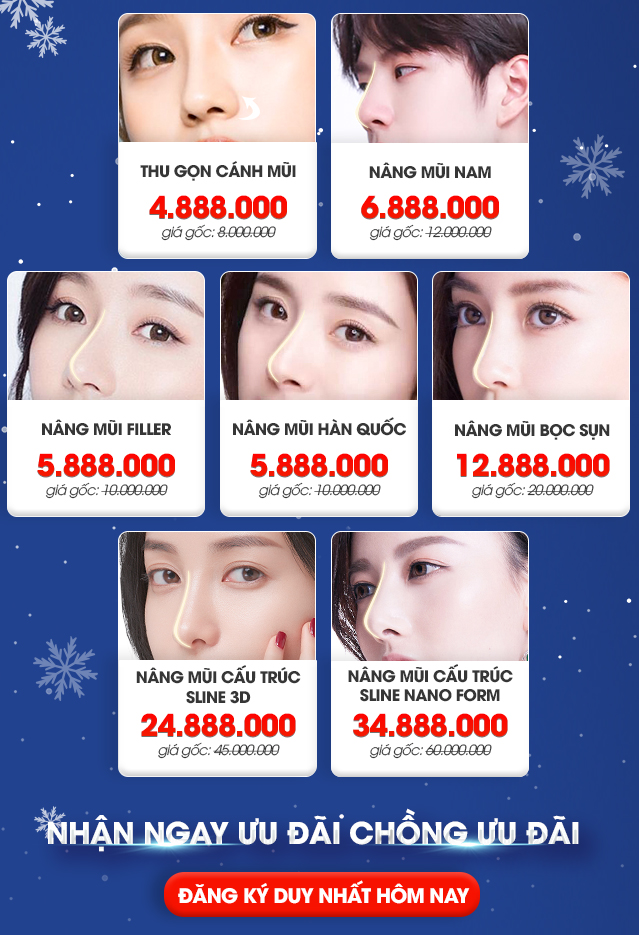 THU GỌN CÁNH MŨI
4.888.000
giá gốc: 8.000.000
NÂNG MŨI NAM
6.888.000
giá gốc: 12.000.000
NÂNG MŨI FILLER
5.888.000
giá gốc: 10.000.000
NÂNG MŨI HÀN QUỐC
5.888.000
giá gốc: 10.000.000
NÂNG MŨI BỌC SỤN
12.888.000
giá gốc: 20.000.000
NÂNG MŨI CẤU TRÚC
SLINE 3D
24.888.000
giá gốc: 45.000.000
NÂNG MŨI CẤU TRÚC
SLINE NANO FORM
34.888.000
giá gốc: 60.000.000
NHẬN NGAY ƯU ĐÃI CHỒNG ƯU ĐÃI
ĐĂNG KÝ DUY NHẤT HÔM NAY